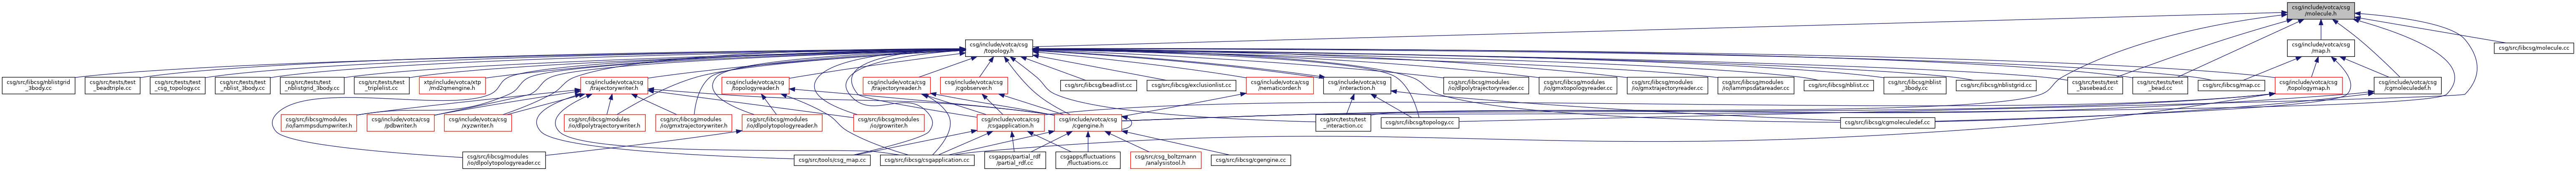 csg/include/votca/csg
/molecule.h
csg/include/votca/csg
/topology.h
csg/include/votca/csg
/map.h
csg/src/libcsg/molecule.cc
csg/src/libcsg/nblistgrid
_3body.cc
csg/src/tests/test
_beadtriple.cc
csg/src/tests/test
_csg_topology.cc
csg/src/tests/test
_nblist_3body.cc
csg/src/tests/test
_nblistgrid_3body.cc
csg/src/tests/test
_triplelist.cc
xtp/include/votca/xtp
/md2qmengine.h
csg/include/votca/csg
/trajectorywriter.h
csg/include/votca/csg
/topologyreader.h
csg/include/votca/csg
/trajectoryreader.h
csg/include/votca/csg
/cgobserver.h
csg/src/libcsg/beadlist.cc
csg/src/libcsg/exclusionlist.cc
csg/include/votca/csg
/nematicorder.h
csg/include/votca/csg
/interaction.h
csg/src/libcsg/modules
/io/dlpolytrajectoryreader.cc
csg/src/libcsg/modules
/io/gmxtopologyreader.cc
csg/src/libcsg/modules
/io/gmxtrajectoryreader.cc
csg/src/libcsg/modules
/io/lammpsdatareader.cc
csg/src/libcsg/nblist.cc
csg/src/libcsg/nblist
_3body.cc
csg/src/libcsg/nblistgrid.cc
csg/src/tests/test
_basebead.cc
csg/src/tests/test
_bead.cc
csg/src/libcsg/map.cc
csg/include/votca/csg
/topologymap.h
csg/include/votca/csg
/cgmoleculedef.h
csg/src/libcsg/modules
/io/lammpsdumpwriter.h
csg/include/votca/csg
/pdbwriter.h
csg/include/votca/csg
/xyzwriter.h
csg/src/libcsg/modules
/io/dlpolytrajectorywriter.h
csg/src/libcsg/modules
/io/gmxtrajectorywriter.h
csg/src/libcsg/modules
/io/dlpolytopologyreader.h
csg/src/libcsg/modules
/io/growriter.h
csg/include/votca/csg
/csgapplication.h
csg/include/votca/csg
/cgengine.h
csg/src/tests/test
_interaction.cc
csg/src/libcsg/topology.cc
csg/src/libcsg/cgmoleculedef.cc
csg/src/libcsg/modules
/io/dlpolytopologyreader.cc
csg/src/tools/csg_map.cc
csg/src/libcsg/csgapplication.cc
csgapps/partial_rdf
/partial_rdf.cc
csgapps/fluctuations
/fluctuations.cc
csg/src/csg_boltzmann
/analysistool.h
csg/src/libcsg/cgengine.cc